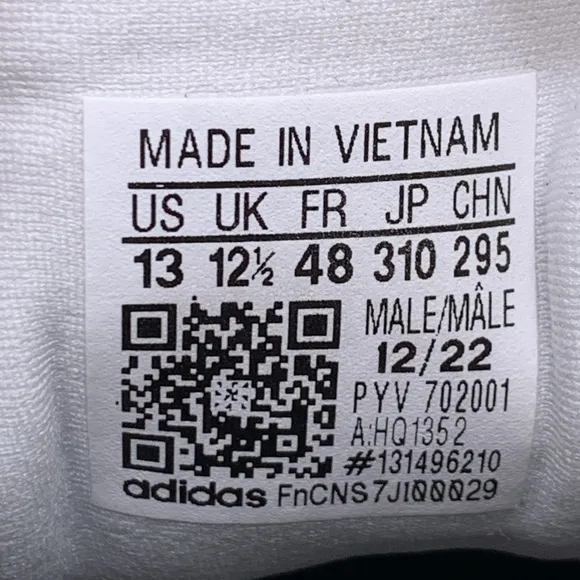 MADE IN VIETNAM
US UK FR JP CHN
13 12½ 48 310 295
MALE/MÂLE
12/22
PYV 702001
A:HQ1352
#131496210
adidas FnCNS7JI00029